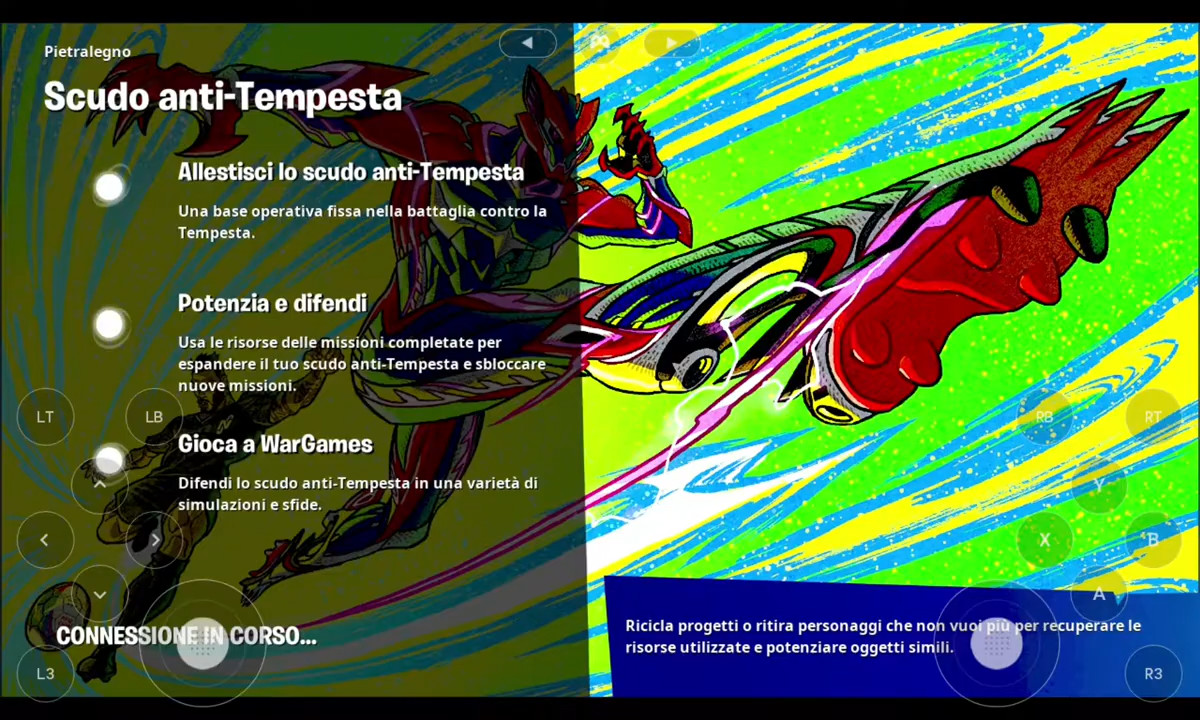 Pietralegno
Scudo anti-Tempesta
Allestisci lo scudo anti-Tempesta
Una base operativa fissa nella battaglia contro la
Tempesta.
Potenzia e difendi
Usa le risorse delle missioni completate per
espandere il tuo scudo anti-Tempesta e sbloccare
nuove missioni.
LT
LB
RB
RT
Gioca a WarGames
Difendi lo scudo anti-Tempesta in una varietà di
simulazioni e sfide.
Y
X
B
A
CONNESSIONE IN CORSO...
Ricicla progetti o ritira personaggi che non vuoi più per recuperare le
risorse utilizzate e potenziare oggetti simili.
L3
R3